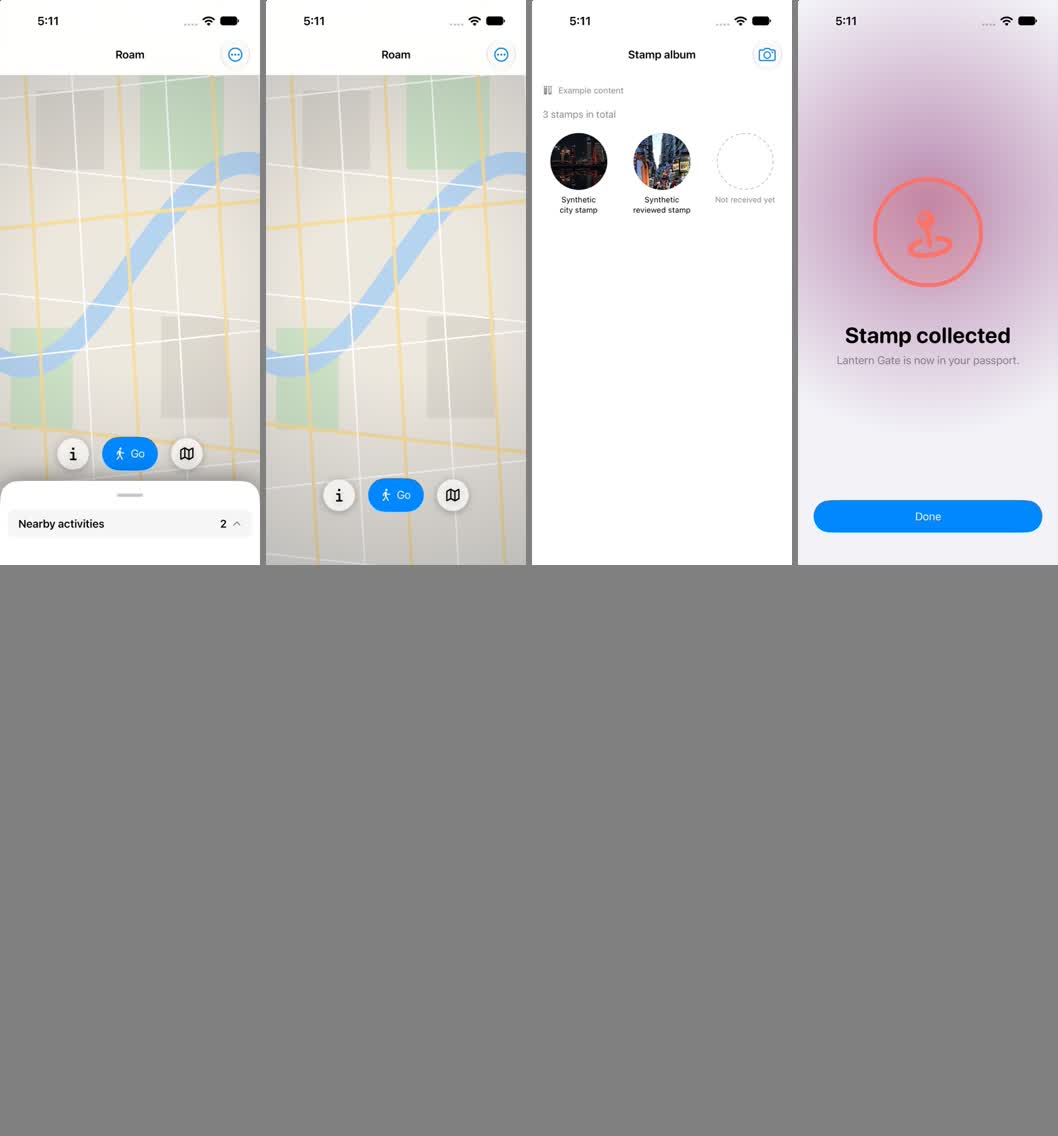 5:11
Roam
Go
Nearby activities 2
5:11
Roam
Go
5:11
Stamp album
Example content
3 stamps in total
Synthetic
city stamp
Synthetic
reviewed stamp
Not received yet
5:11
Stamp collected
Lantern Gate is now in your passport.
Done